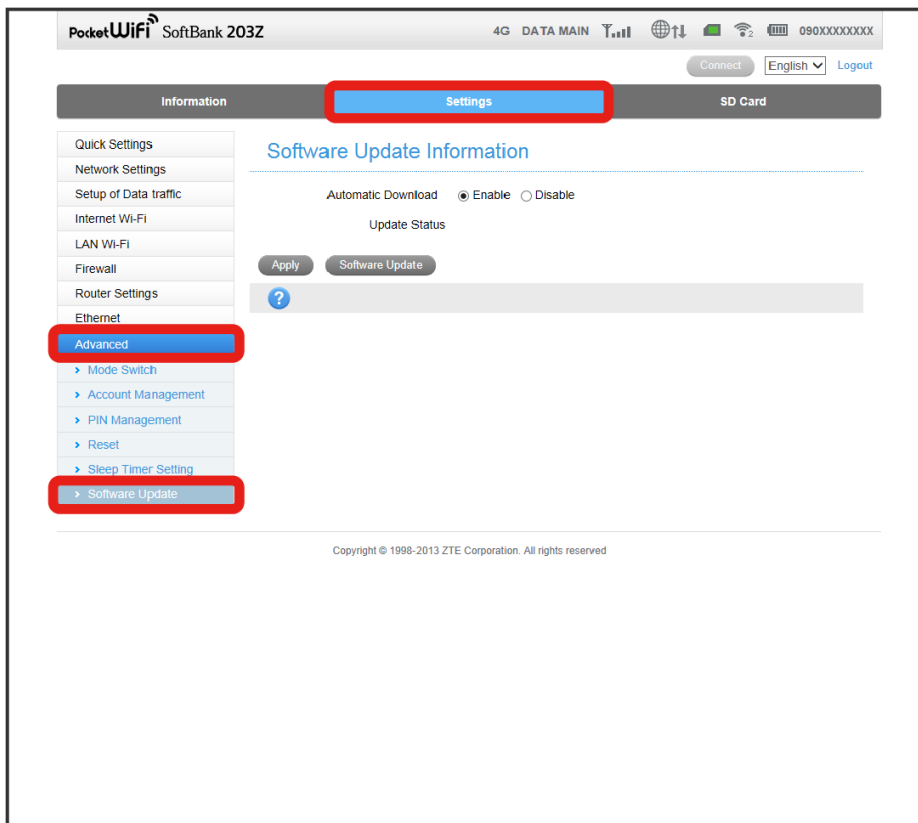 PocketWiFi SoftBank 203Z 4G DATA MAIN 2 090XXXXXXXX
Connect English Logout
Information Settings SD Card
Quick Settings
Network Settings
Setup of Data traffic
Internet Wi-Fi
LAN Wi-Fi
Firewall
Router Settings
Ethernet
Advanced
Mode Switch
Account Management
PIN Management
Reset
Sleep Timer Setting
Software Update
Software Update Information
Automatic Download Enable Disable
Update Status
Apply Software Update
?
Copyright © 1998-2013 ZTE Corporation. All rights reserved